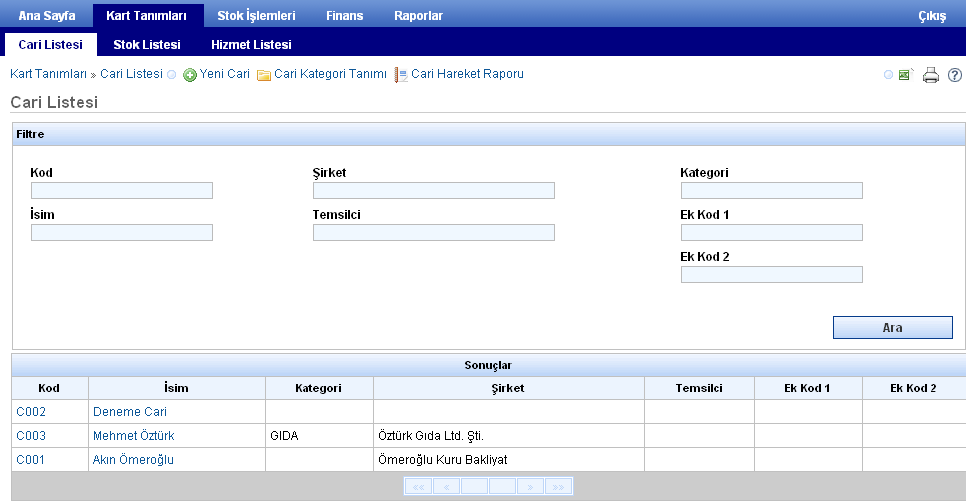 Ana Sayfa Kart Tanımları Stok İşlemleri Finans Raporlar Çıkış
Cari Listesi Stok Listesi Hizmet Listesi
Kart Tanımları » Cari Listesi Yeni Cari Cari Kategori Tanımı Cari Hareket Raporu
Cari Listesi
Filtre
Kod Şirket Kategori
İsim Temsilci Ek Kod 1
Ek Kod 2
Ara
Sonuçlar
Kod İsim Kategori Şirket Temsilci Ek Kod 1 Ek Kod 2
C002 Deneme Cari
C003 Mehmet Öztürk GIDA Öztürk Gıda Ltd. Şti.
C001 Akın Ömeroğlu Ömeroğlu Kuru Bakliyat
«« « » »»